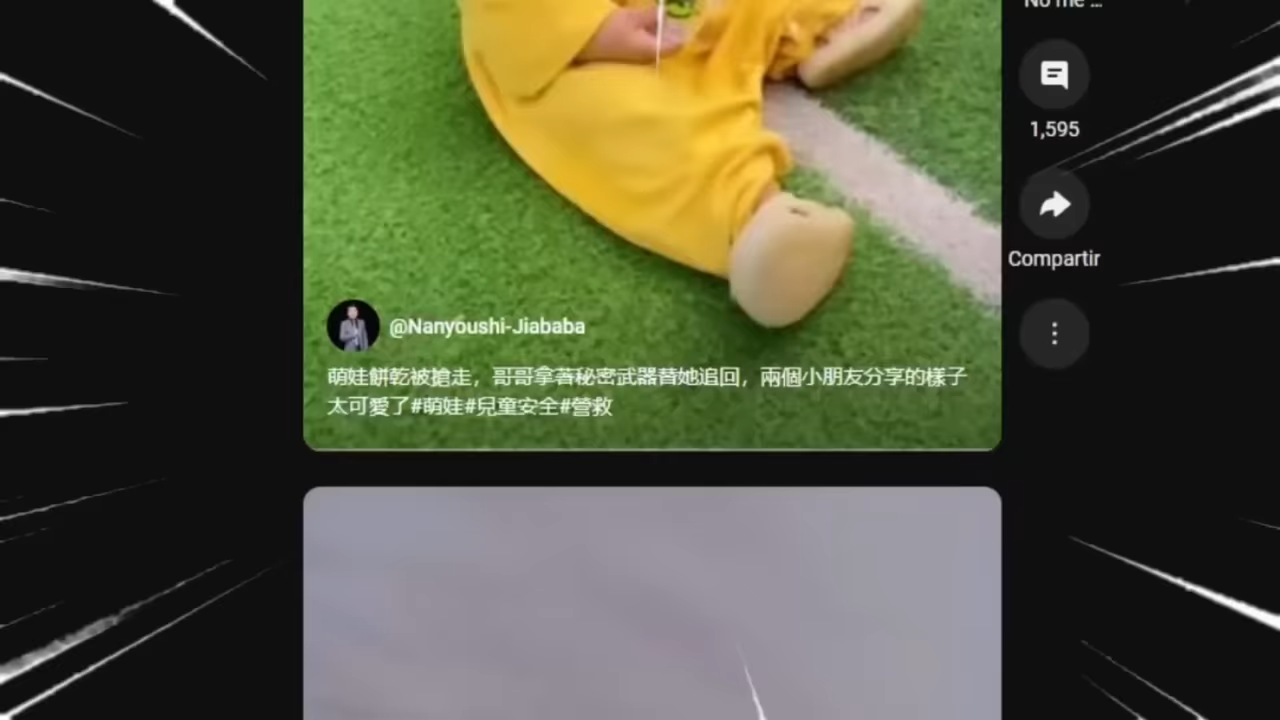 No me ...
1,595
Compartir
@Nanyoushi-Jiababa
萌娃餅乾被搶走，哥哥拿著秘密武器替她追回，兩個小朋友分享的樣子
太可愛了#萌娃#兒童安全#營救